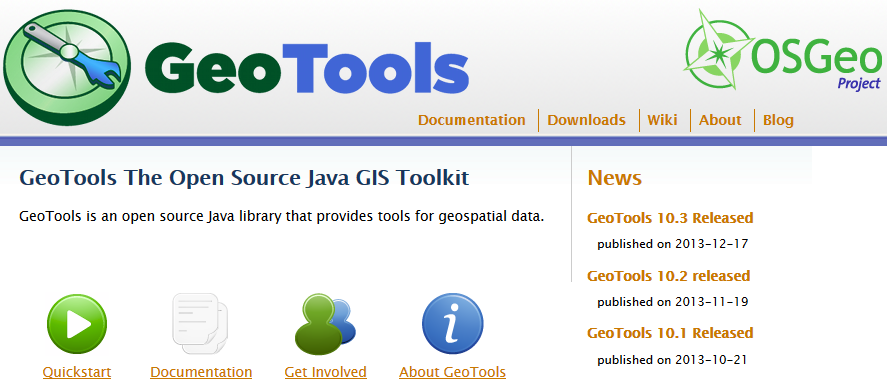 GeoTools
OSGeo
Project
Documentation
Downloads
Wiki
About
Blog
GeoTools The Open Source Java GIS Toolkit
GeoTools is an open source Java library that provides tools for geospatial data.
Quickstart
Documentation
Get Involved
i
About GeoTools
News
GeoTools 10.3 Released
published on 2013-12-17
GeoTools 10.2 released
published on 2013-11-19
GeoTools 10.1 Released
published on 2013-10-21